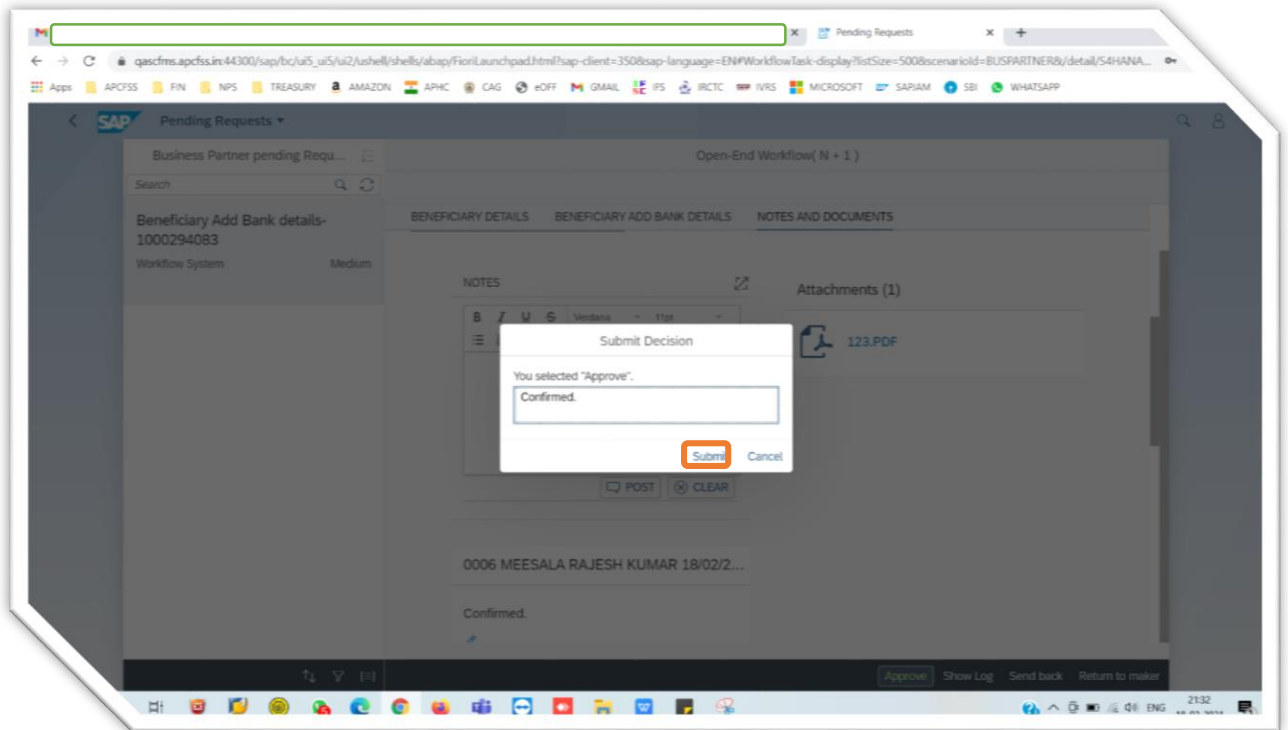 Pending Requests
qascfms.apcfss.in:44300/sap/bc/ui5_ui5/ui2/ushell/shells/abap/FioriLaunchpad.html?sap-client=350&sap-language=EN#WorkflowTask-display?listSize=500&scenarioId=BUSPARTNER&/detail/S4HANA...
Apps APCFSS FIN NPS TREASURY AMAZON APHC CAG eOFF GMAIL IFS IRCTC IVRS MICROSOFT SAPJAM SBI WHATSAPP
SAP Pending Requests
Business Partner pending Requ...
Open-End Workflow( N + 1 )
Search
Beneficiary Add Bank details-
1000294083
Workflow System Medium
BENEFICIARY DETAILS BENEFICIARY ADD BANK DETAILS NOTES AND DOCUMENTS
NOTES
Attachments (1)
B I U S Verdana 11pt
123.PDF
Submit Decision
You selected "Approve".
Confirmed.
Submit Cancel
POST CLEAR
0006 MEESALA RAJESH KUMAR 18/02/2...
Confirmed.
Approve Show Log Send back Return to maker
ENG 21:32